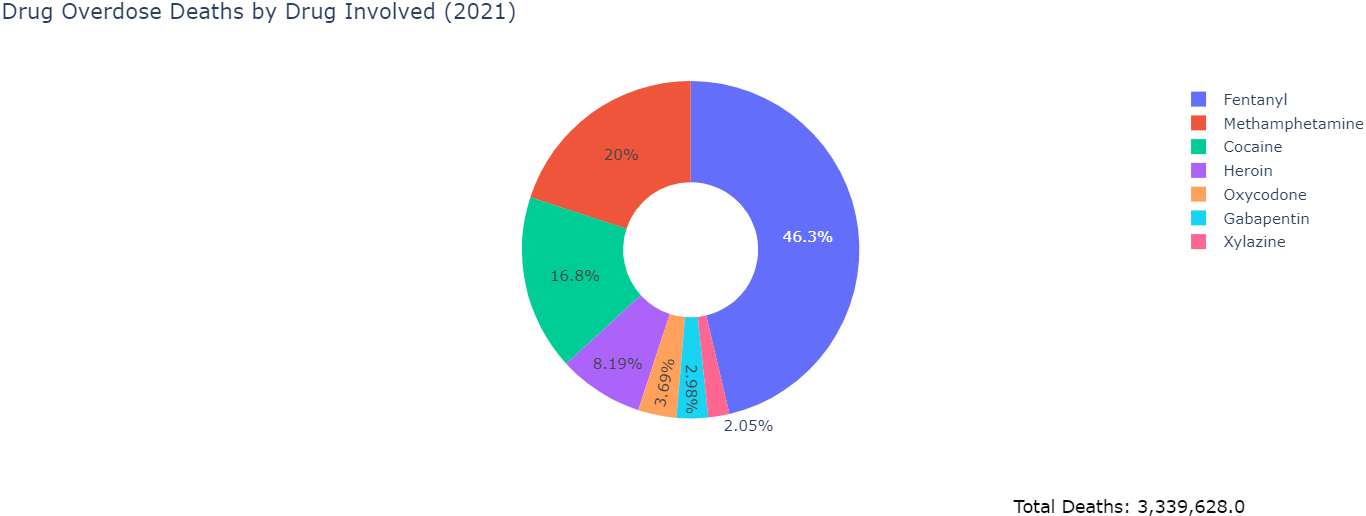 Drug Overdose Deaths by Drug Involved (2021)
Fentanyl
Methamphetamine
Cocaine
Heroin
Oxycodone
Gabapentin
Xylazine
20%
46.3%
16.8%
8.19%
3.69%
2.98%
2.05%
Total Deaths: 3,339,628.0